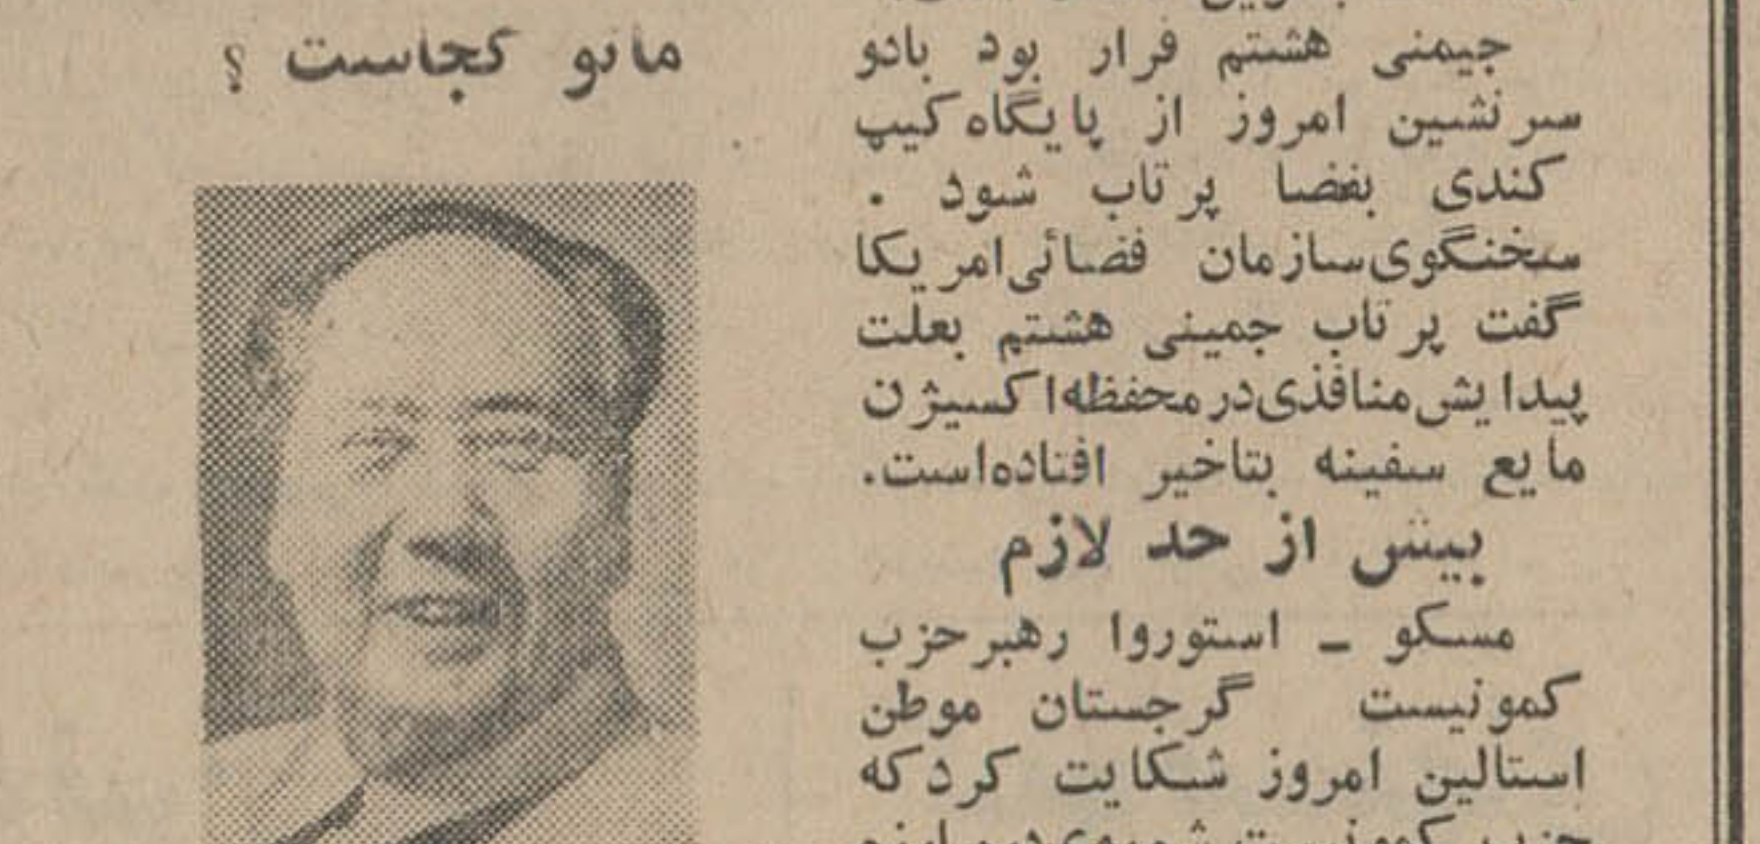 جیمنی هشتم قرار بود بادو
سرنشین امروز از پایگاه کیپ
کندی بفضا پرتاب شود .
سخنگوی سازمان فضائی امریکا
گفت پرتاب جمینی هشتم بعلت
پیدایش منافذی در محفظه اکسیژن
مایع سفینه بتاخیر افتاده است.
بیش از حد لازم
مسکو ـ استوروا رهبر حزب
کمونیست گرجستان موطن
استالین امروز شکایت کرد که
مائو کجاست ؟